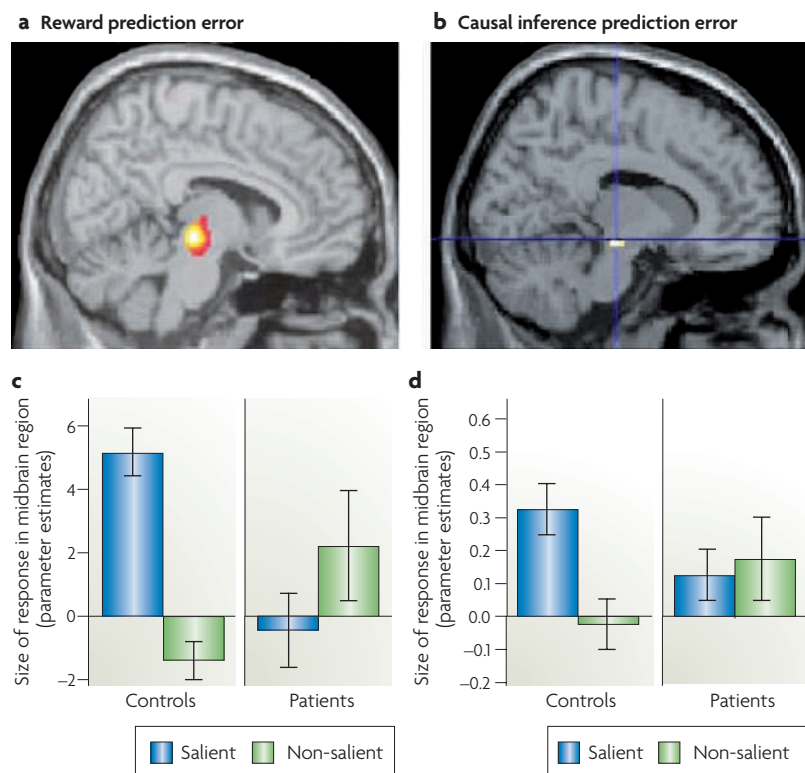 a Reward prediction error
b Causal inference prediction error
c
Size of response in midbrain region
(parameter estimates)
6
4
2
0
–2
Controls
Patients
Salient
Non-salient
d
Size of response in midbrain region
(parameter estimates)
0.6
0.5
0.4
0.3
0.2
0.1
0.0
–0.1
–0.2
Controls
Patients
Salient
Non-salient